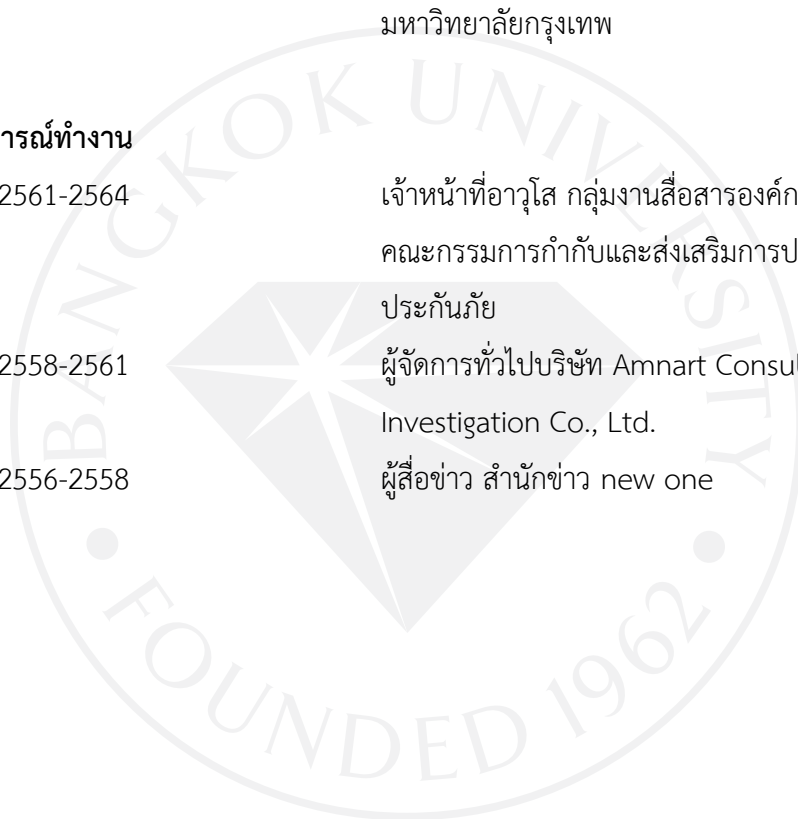 มหาวิทยาลัยกรุงเทพ
ารณ์ทำงาน
2561-2564 เจ้าหน้าที่อาวุโส กลุ่มงานสื่อสารองค์ก
คณะกรรมการกำกับและส่งเสริมการป
ประกันภัย
2558-2561 ผู้จัดการทั่วไปบริษัท Amnart Consul
Investigation Co., Ltd.
2556-2558 ผู้สื่อข่าว สำนักข่าว new one
BANGKOK UNIVERSITY
FOUNDED 1962